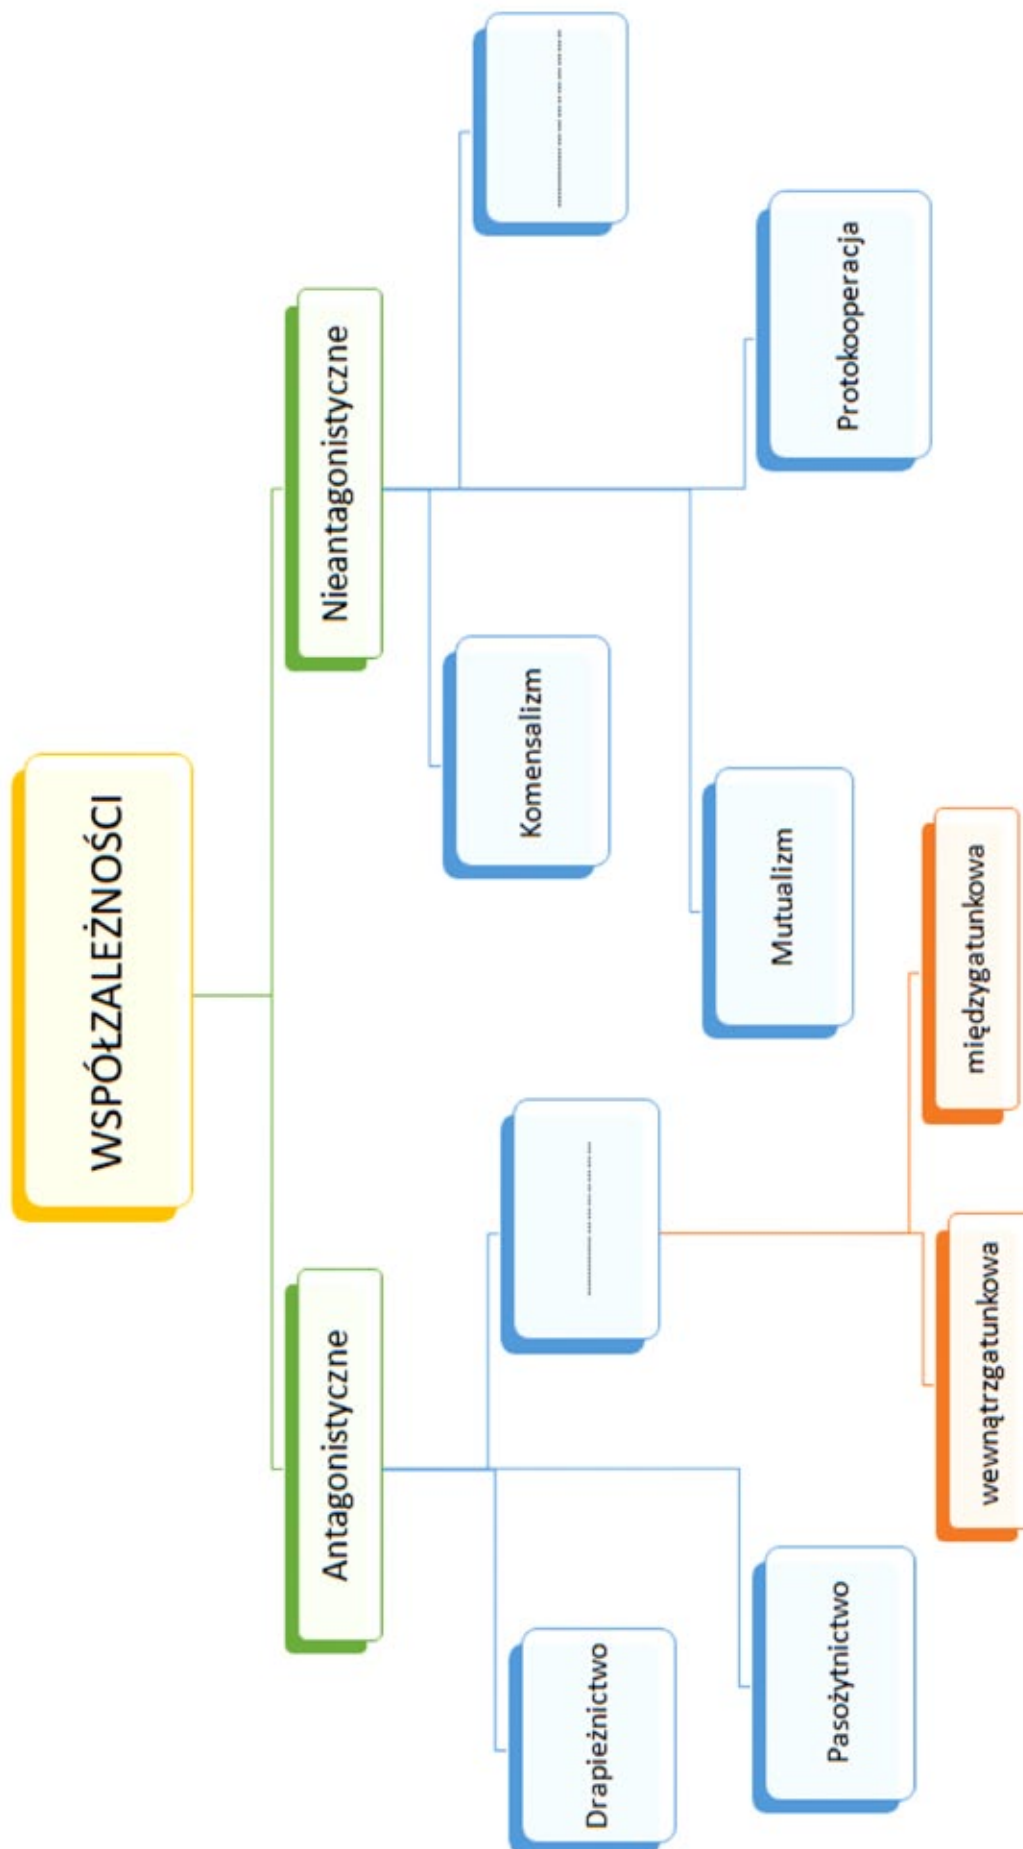 WSPÓŁZALEŻNOŚCI
Antagonistyczne
Nieantagonistyczne
Drapieżnictwo
Pasożytnictwo
wewnątrzgatunkowa
międzygatunkowa
Komensalizm
Mutualizm
Protokooperacja